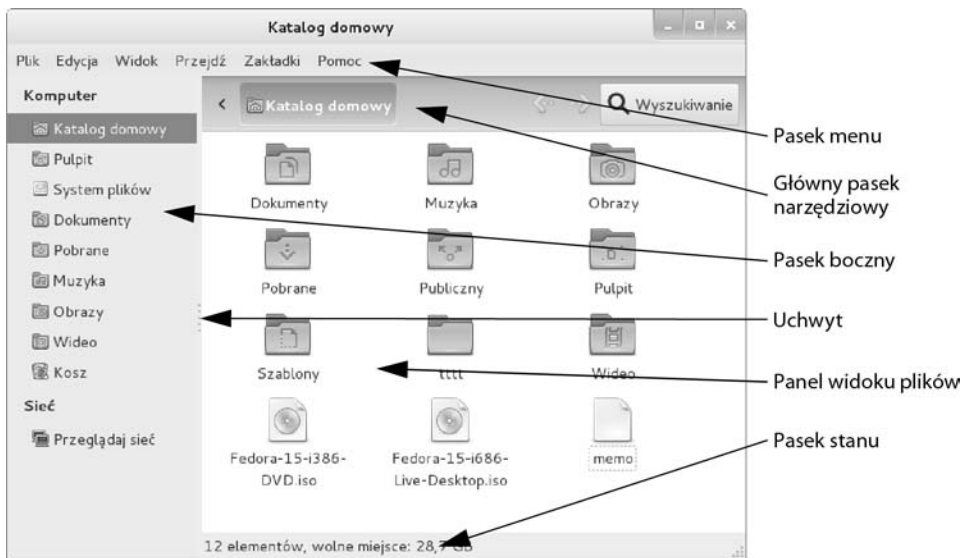 Katalog domowy
Plik Edycja Widok Przejdź Zakładki Pomoc
Komputer
Katalog domowy
Pulpit
System plików
Dokumenty
Pobrane
Muzyka
Obrazy
Wideo
Kosz
Sieć
Przeglądaj sieć
Katalog domowy
Wyszukiwanie
Dokumenty Muzyka Obrazy
Pobrane Publiczny Pulpit
Szablony tttt Wideo
Fedora-15-i386-
DVD.iso
Fedora-15-i686-
Live-Desktop.iso
memo
12 elementów, wolne miejsce: 28,7 GB
Pasek menu
Główny pasek
narzędziowy
Pasek boczny
Uchwyt
Panel widoku plików
Pasek stanu